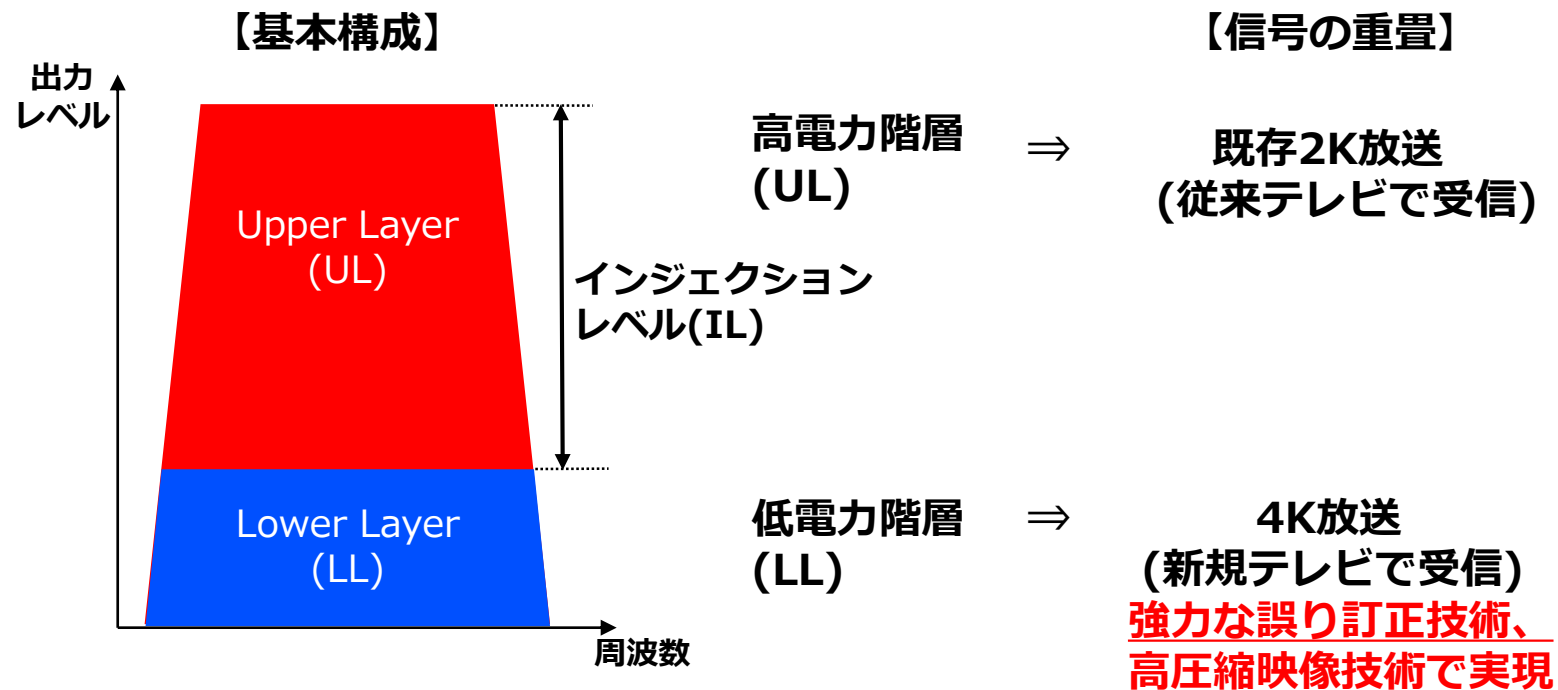 【基本構成】
出力
レベル
Upper Layer
(UL)
インジェクション
レベル(IL)
Lower Layer
(LL)
周波数
【信号の重畳】
高電力階層
(UL)
⇒
既存2K放送
(従来テレビで受信)
低電力階層
(LL)
⇒
4K放送
(新規テレビで受信)
強力な誤り訂正技術、
高圧縮映像技術で実現